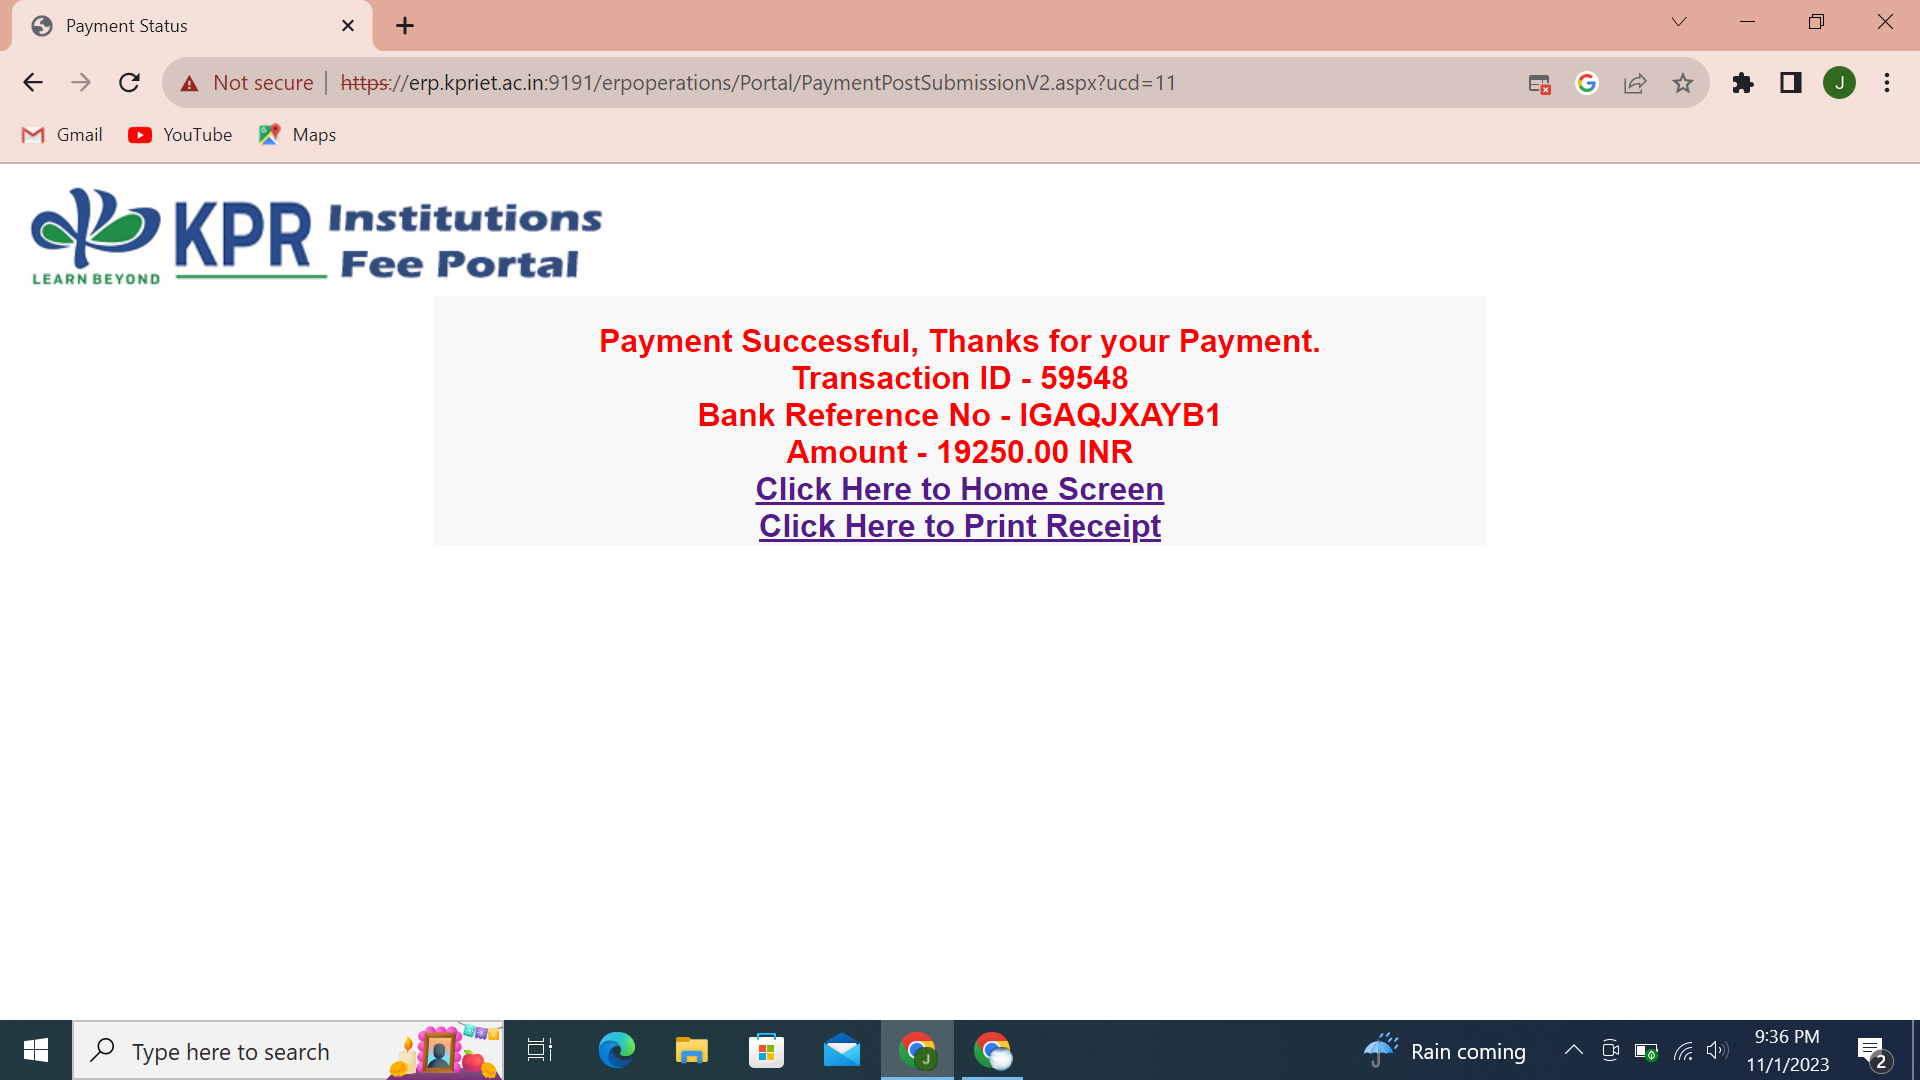 Payment Status
Not secure | https://erp.kpriet.ac.in:9191/erpoperations/Portal/PaymentPostSubmissionV2.aspx?ucd=11
J
Gmail YouTube Maps
KPR Institutions
Fee Portal
LEARN BEYOND
Payment Successful, Thanks for your Payment.
Transaction ID - 59548
Bank Reference No - IGAQJXAYB1
Amount - 19250.00 INR
Click Here to Home Screen
Click Here to Print Receipt
Type here to search
J
Rain coming
9:36 PM
11/1/2023
2